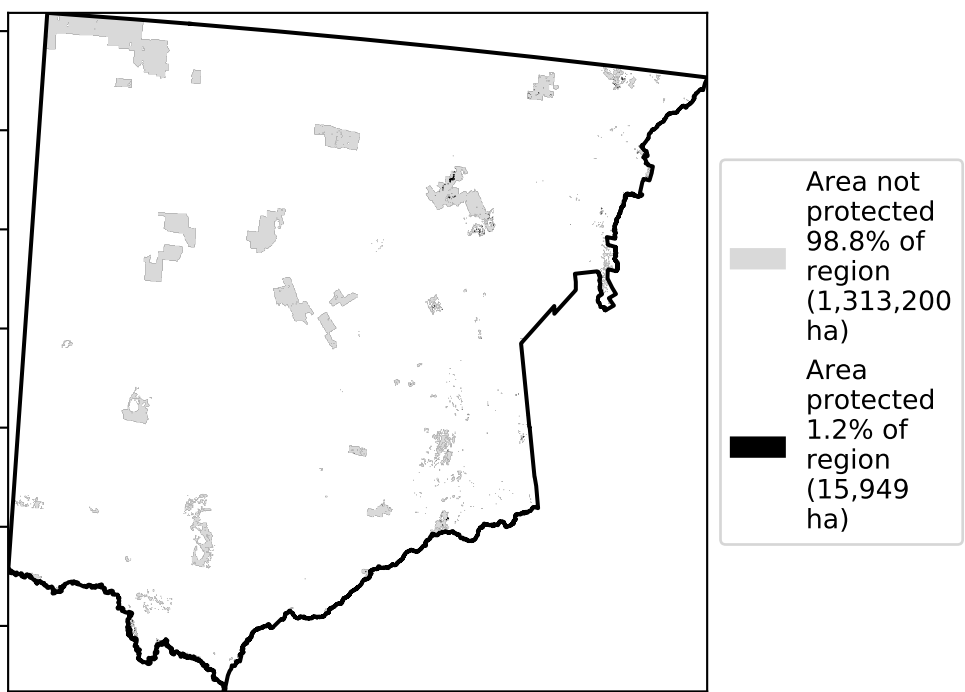 Area not
protected
98.8% of
region
(1,313,200
ha)
Area
protected
1.2% of
region
(15,949
ha)